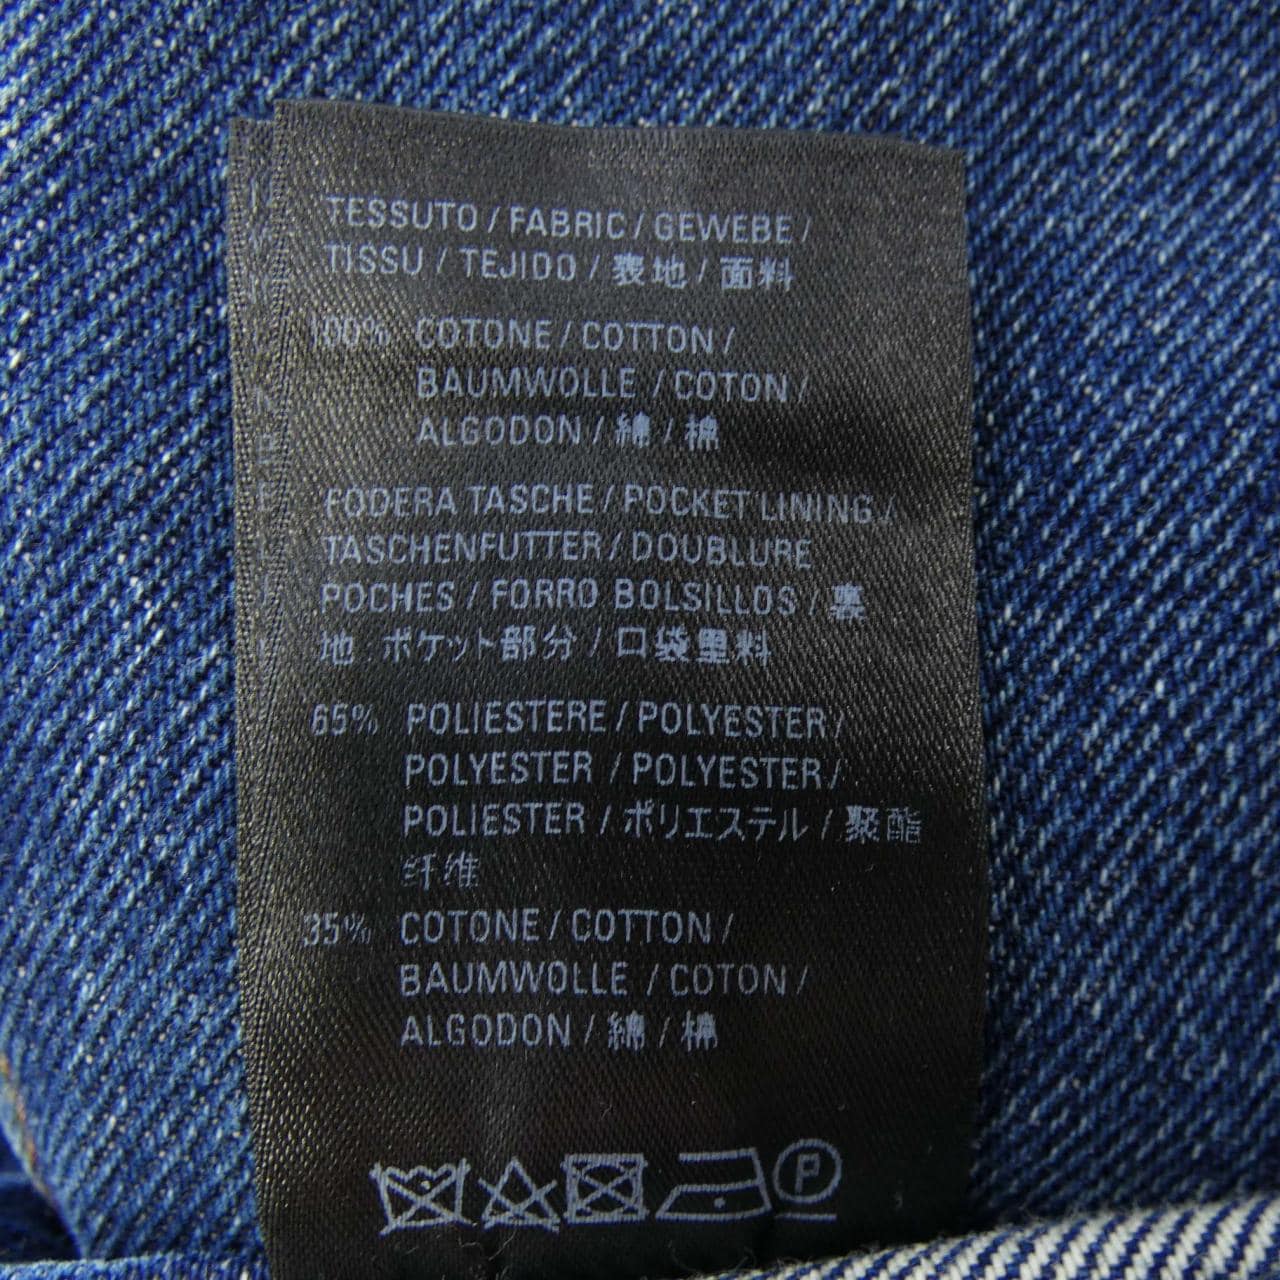 TESSUTO / FABRIC / GEWEBE /
TISSU / TEJIDO / 表地 / 面料
100% COTONE / COTTON /
BAUMWOLLE / COTON /
ALGODON / 綿 / 棉
FODERA TASCHE / POCKET LINING /
TASCHENFUTTER / DOUBLURE
POCHES / FORRO BOLSILLOS / 裏
地 ポケット部分 / 口袋里料
65% POLIESTERE / POLYESTER /
POLYESTER / POLYESTER /
POLIESTER / ポリエステル / 聚酯
纤维
35% COTONE / COTTON /
BAUMWOLLE / COTON /
ALGODON / 綿 / 棉
P